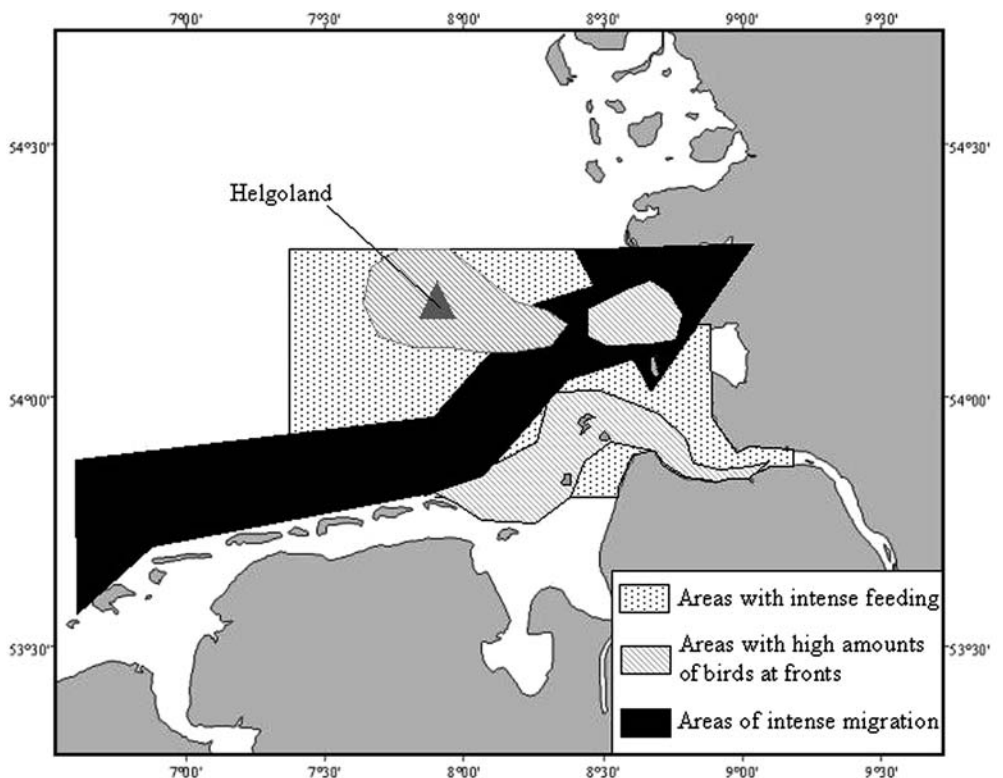 7°00' 7°30' 8°00' 8°30' 9°00' 9°30'
54°30' 54°30'
Helgoland
54°00' 54°00'
Areas with intense feeding
53°30' 53°30'
Areas with high amounts
of birds at fronts
Areas of intense migration
7°00' 7°30' 8°00' 8°30' 9°00' 9°30'